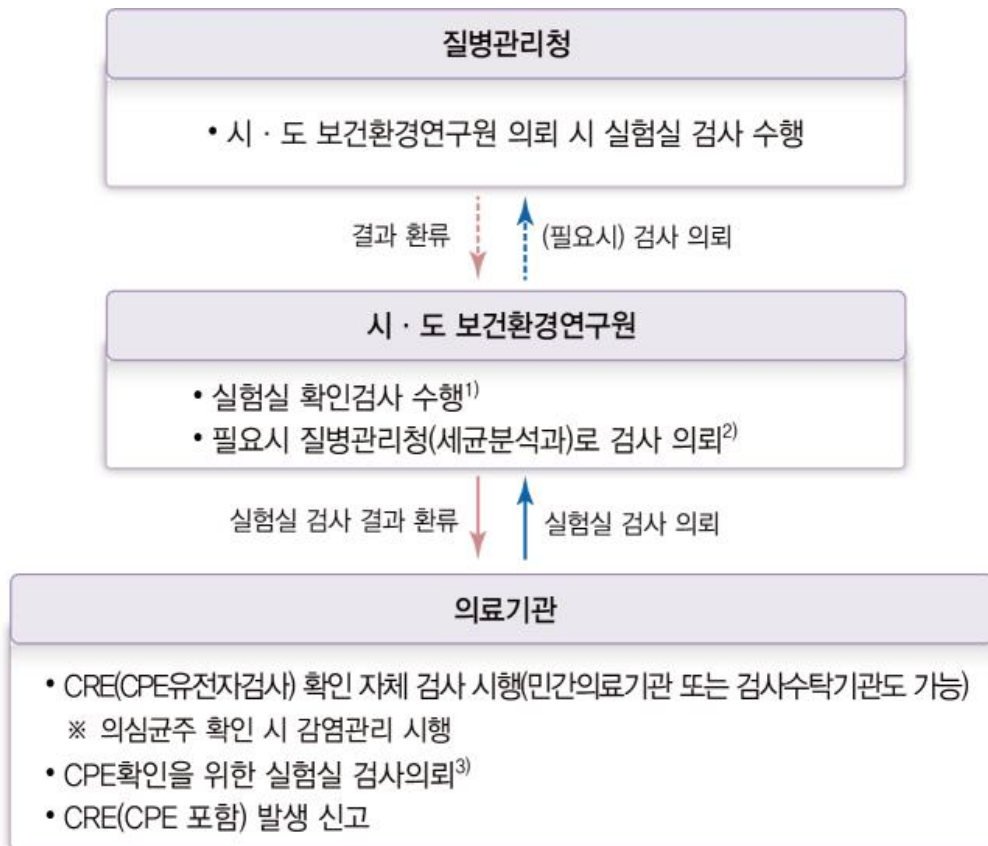 질병관리청
• 시 · 도 보건환경연구원 의뢰 시 실험실 검사 수행
결과 환류
(필요시) 검사 의뢰
시 · 도 보건환경연구원
• 실험실 확인검사 수행1)
• 필요시 질병관리청(세균분석과)로 검사 의뢰2)
실험실 검사 결과 환류
실험실 검사 의뢰
의료기관
• CRE(CPE유전자검사) 확인 자체 검사 시행(민간의료기관 또는 검사수탁기관도 가능)
※ 의심균주 확인 시 감염관리 시행
• CPE확인을 위한 실험실 검사의뢰3)
• CRE(CPE 포함) 발생 신고